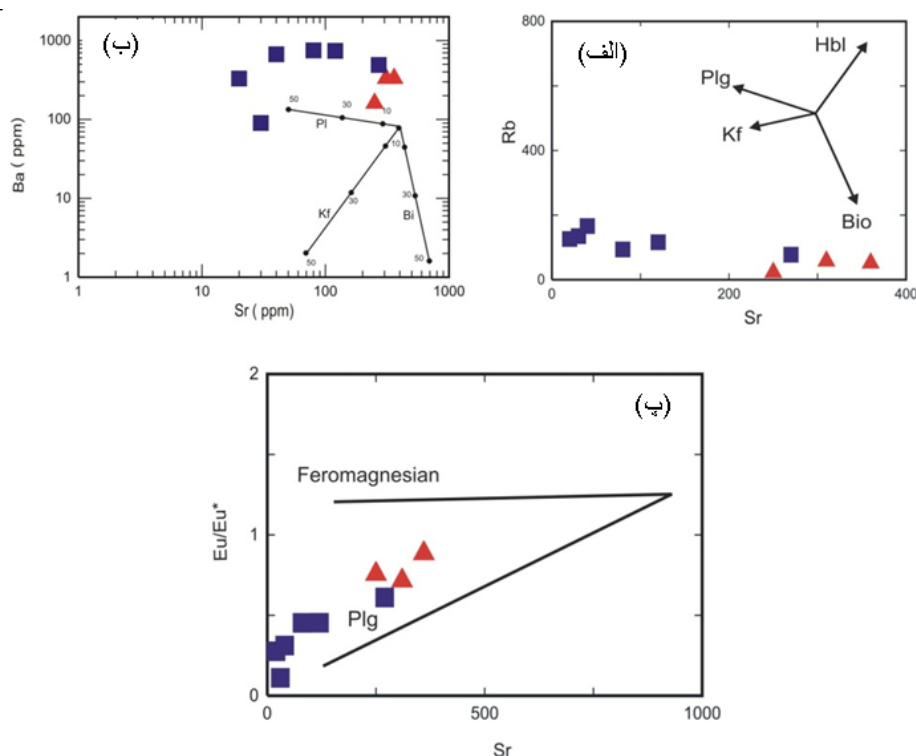 (ب)
1000
100
10
1
Ba ( ppm)
50
30
10
Pl
10
Kf
30
50
Bi
30
50
1
10
100
1000
Sr ( ppm)
(الف)
800
400
200
0
Rb
Hbl
Plg
Kf
Bio
0
200
400
Sr
(پ)
2
1
0
Eu/Eu*
Feromagnesian
Plg
0
500
1000
Sr